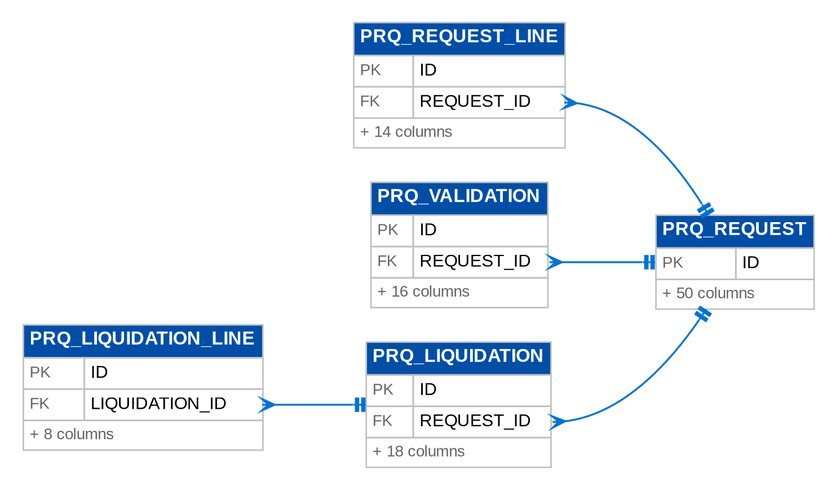 PRQ_REQUEST_LINE
PK ID
FK REQUEST_ID
+ 14 columns
PRQ_VALIDATION
PK ID
FK REQUEST_ID
+ 16 columns
PRQ_REQUEST
PK ID
+ 50 columns
PRQ_LIQUIDATION_LINE
PK ID
FK LIQUIDATION_ID
+ 8 columns
PRQ_LIQUIDATION
PK ID
FK REQUEST_ID
+ 18 columns